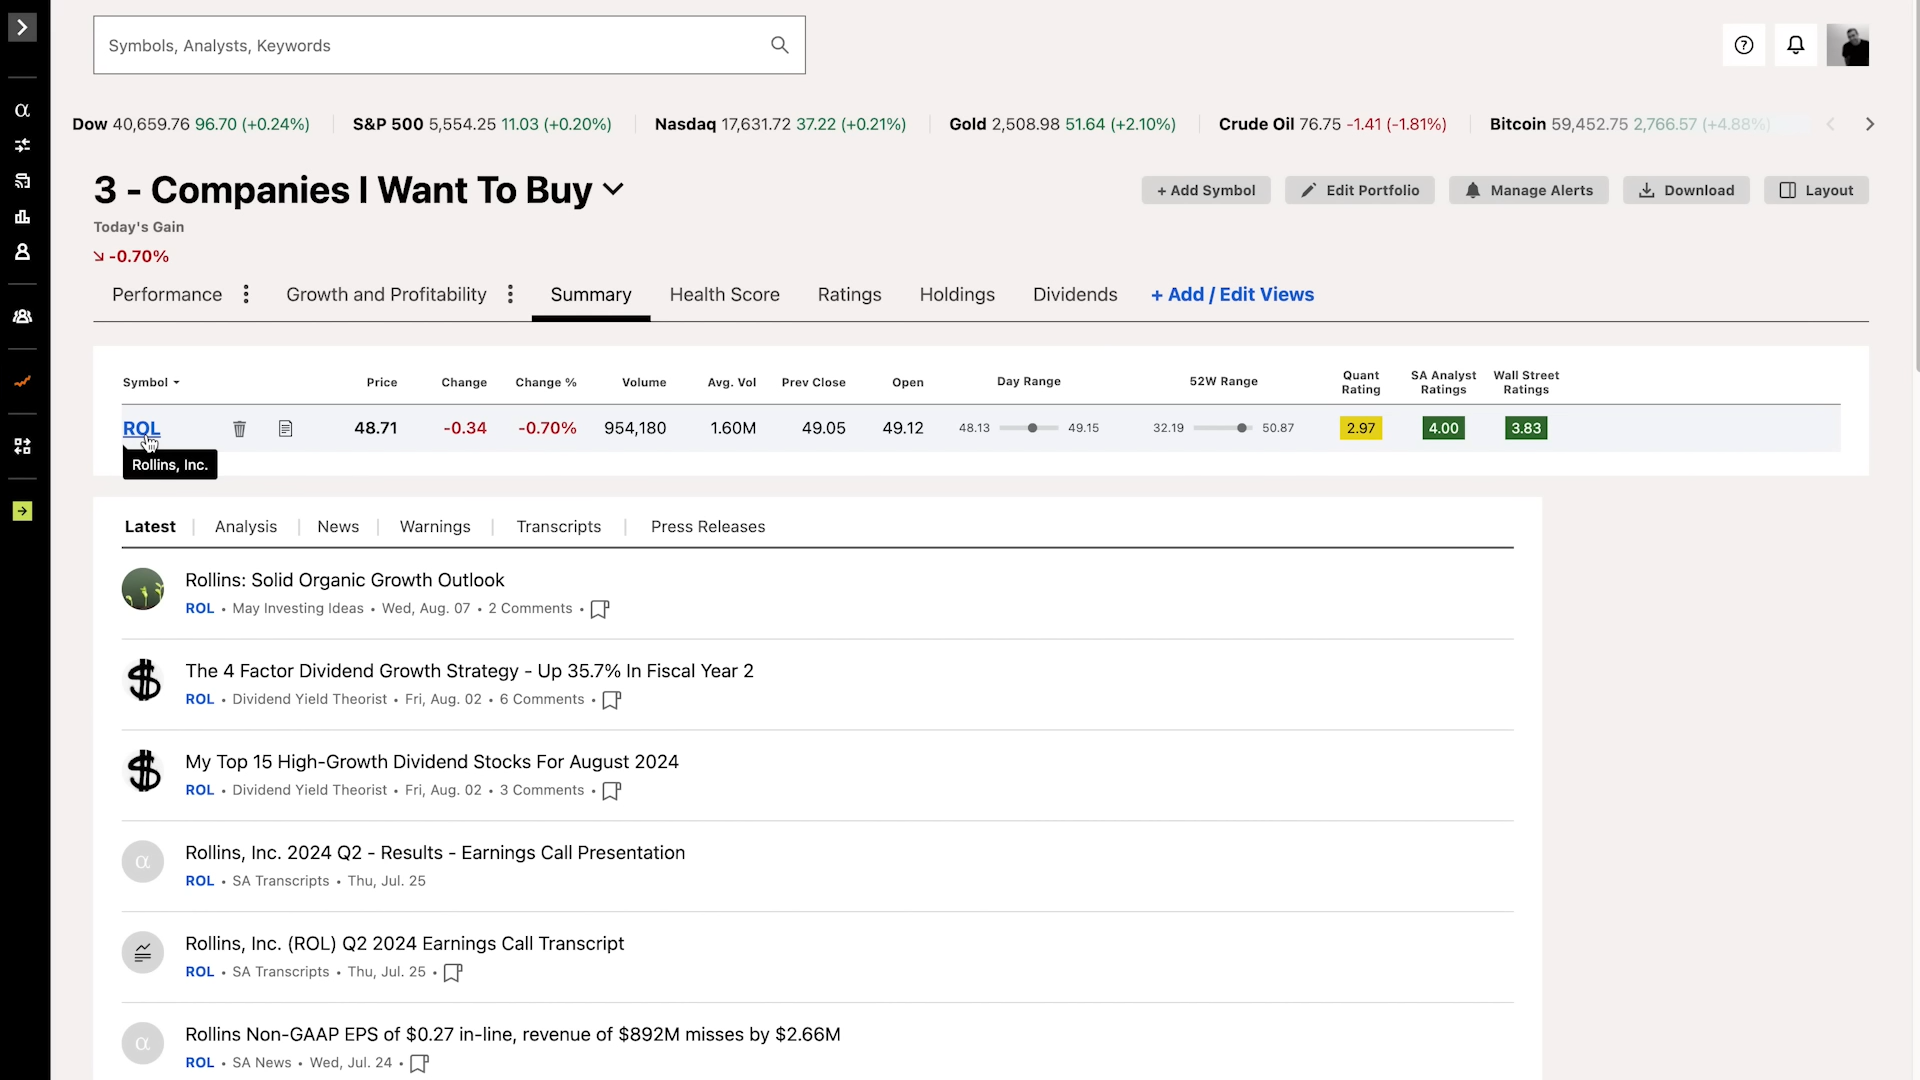 Symbols, Analysts, Keywords
Dow 40,659.76 96.70 (+0.24%) S&P 500 5,554.25 11.03 (+0.20%) Nasdaq 17,631.72 37.22 (+0.21%) Gold 2,508.98 51.64 (+2.10%) Crude Oil 76.75 -1.41 (-1.81%) Bitcoin 59,452.75 2,766.57 (+4.88%)
3 - Companies I Want To Buy
+ Add Symbol Edit Portfolio Manage Alerts Download Layout
Today's Gain
-0.70%
Performance Growth and Profitability Summary Health Score Ratings Holdings Dividends + Add / Edit Views
Symbol Price Change Change % Volume Avg. Vol Prev Close Open Day Range 52W Range Quant Rating SA Analyst Ratings Wall Street Ratings
ROL 48.71 -0.34 -0.70% 954,180 1.60M 49.05 49.12 48.13 49.15 32.19 50.87 2.97 4.00 3.83
Rollins, Inc.
Latest Analysis News Warnings Transcripts Press Releases
Rollins: Solid Organic Growth Outlook
ROL • May Investing Ideas • Wed, Aug. 07 • 2 Comments •
The 4 Factor Dividend Growth Strategy - Up 35.7% In Fiscal Year 2
ROL • Dividend Yield Theorist • Fri, Aug. 02 • 6 Comments •
My Top 15 High-Growth Dividend Stocks For August 2024
ROL • Dividend Yield Theorist • Fri, Aug. 02 • 3 Comments •
Rollins, Inc. 2024 Q2 - Results - Earnings Call Presentation
ROL • SA Transcripts • Thu, Jul. 25
Rollins, Inc. (ROL) Q2 2024 Earnings Call Transcript
ROL • SA Transcripts • Thu, Jul. 25 •
Rollins Non-GAAP EPS of $0.27 in-line, revenue of $892M misses by $2.66M
ROL • SA News • Wed, Jul. 24 •